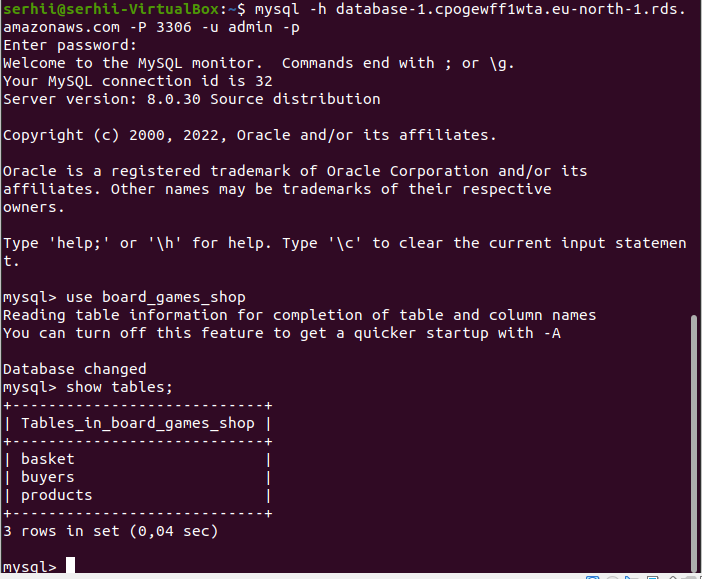 serhii@serhii-VirtualBox:~$ mysql -h database-1.cpogewff1wta.eu-north-1.rds.
amazonaws.com -P 3306 -u admin -p
Enter password:
Welcome to the MySQL monitor.  Commands end with ; or \g.
Your MySQL connection id is 32
Server version: 8.0.30 Source distribution

Copyright (c) 2000, 2022, Oracle and/or its affiliates.

Oracle is a registered trademark of Oracle Corporation and/or its
affiliates. Other names may be trademarks of their respective
owners.

Type 'help;' or '\h' for help. Type '\c' to clear the current input statemen
t.

mysql> use board_games_shop
Reading table information for completion of table and column names
You can turn off this feature to get a quicker startup with -A

Database changed
mysql> show tables;
+----------------------------+
| Tables_in_board_games_shop |
+----------------------------+
| basket                     |
| buyers                     |
| products                   |
+----------------------------+
3 rows in set (0,04 sec)

mysql>